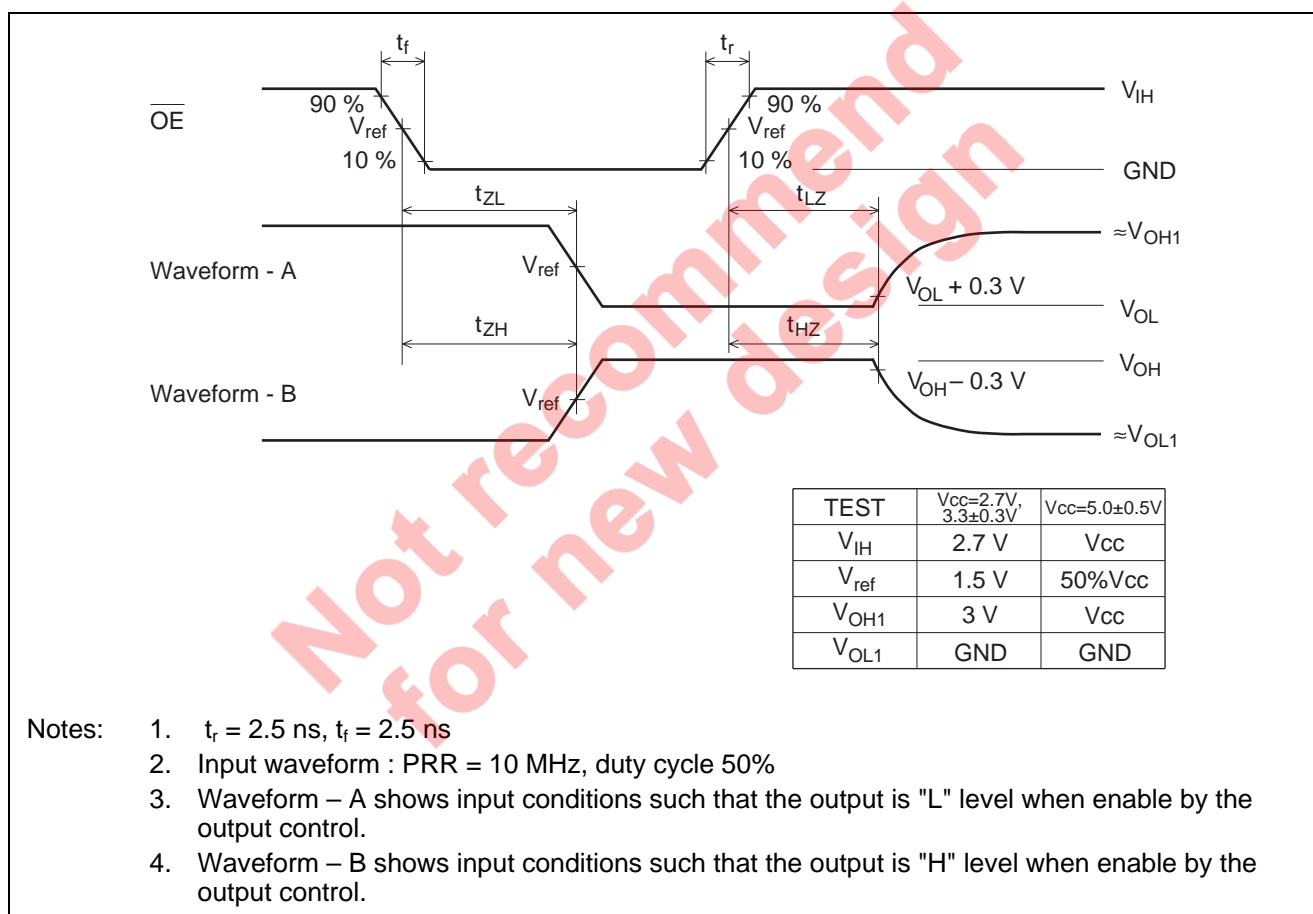 tf
tr
OE
90 %
Vref
10 %
90 %
Vref
10 %
VIH
GND
tZL
tLZ
Waveform - A
Vref
VOL + 0.3 V
≈VOH1
VOL
tZH
tHZ
Waveform - B
Vref
VOH – 0.3 V
VOH
≈VOL1
Not recommend
for new design
TEST Vcc=2.7V, 3.3±0.3V Vcc=5.0±0.5V
VIH 2.7 V Vcc
Vref 1.5 V 50%Vcc
VOH1 3 V Vcc
VOL1 GND GND
Notes: 1. tr = 2.5 ns, tf = 2.5 ns
2. Input waveform : PRR = 10 MHz, duty cycle 50%
3. Waveform – A shows input conditions such that the output is "L" level when enable by the
output control.
4. Waveform – B shows input conditions such that the output is "H" level when enable by the
output control.